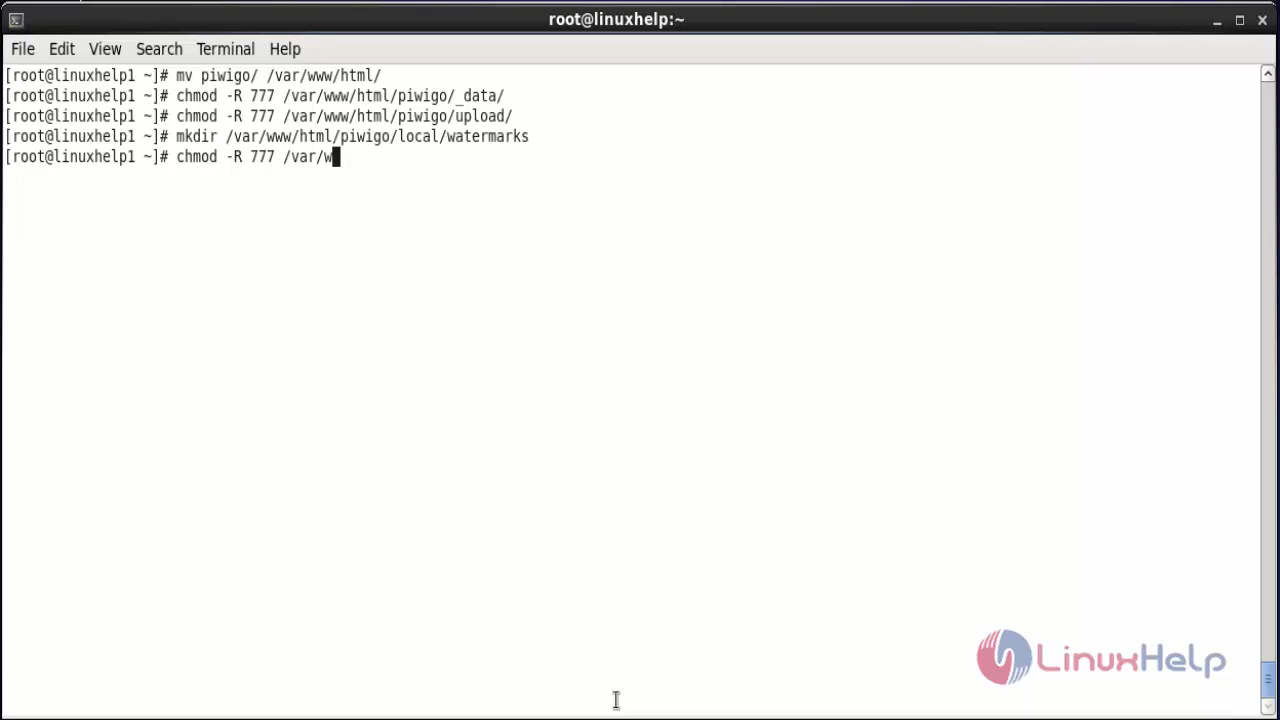 root@linuxhelp:~
File Edit View Search Terminal Help
[root@linuxhelp1 ~]# mv piwigo/ /var/www/html/
[root@linuxhelp1 ~]# chmod -R 777 /var/www/html/piwigo/_data/
[root@linuxhelp1 ~]# chmod -R 777 /var/www/html/piwigo/upload/
[root@linuxhelp1 ~]# mkdir /var/www/html/piwigo/local/watermarks
[root@linuxhelp1 ~]# chmod -R 777 /var/w
LinuxHelp